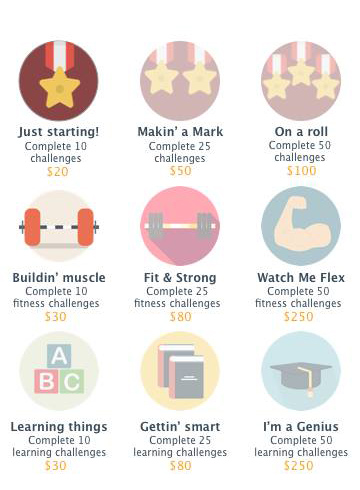 Just starting!
Complete 10
challenges
$20
Makin' a Mark
Complete 25
challenges
$50
On a roll
Complete 50
challenges
$100
Buildin' muscle
Complete 10
fitness challenges
$30
Fit & Strong
Complete 25
fitness challenges
$80
Watch Me Flex
Complete 50
fitness challenges
$250
A
B C
Learning things
Complete 10
learning challenges
$30
Gettin' smart
Complete 25
learning challenges
$80
I'm a Genius
Complete 50
learning challenges
$250